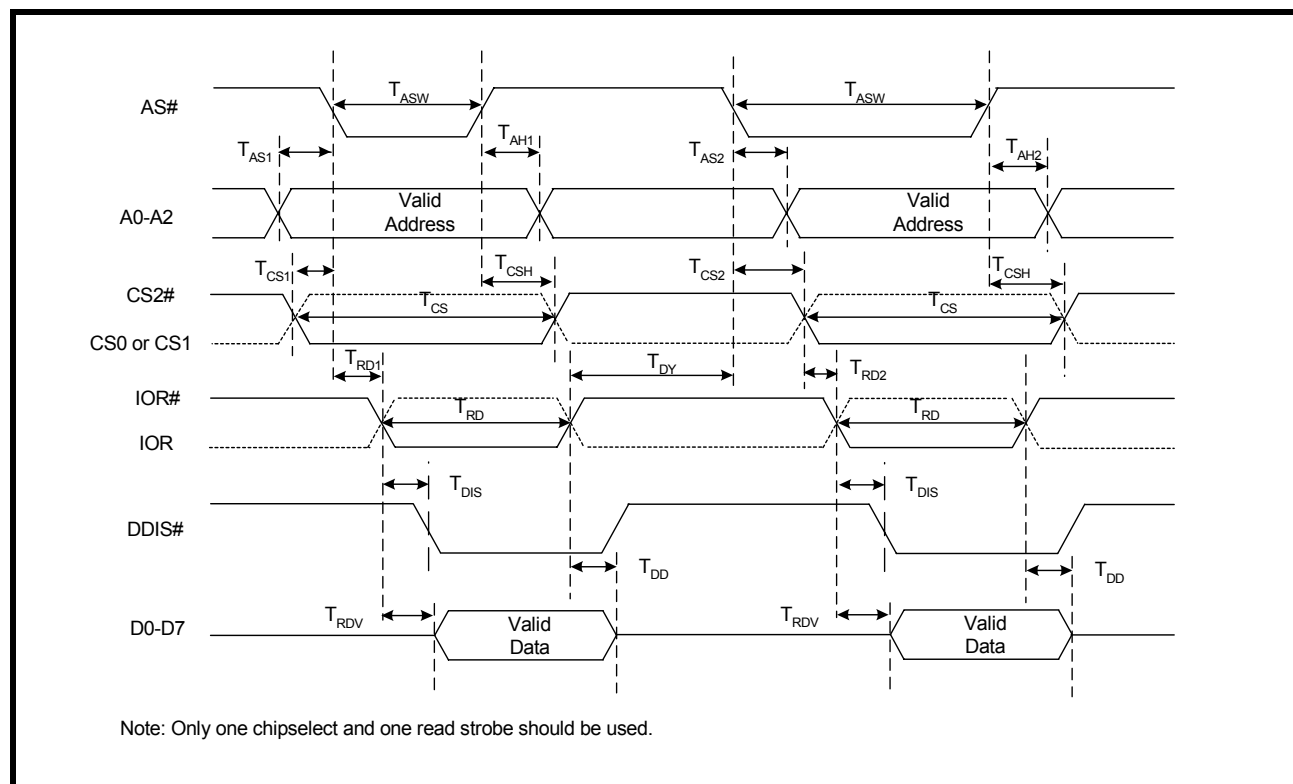 AS#
T_ASW
T_ASW
T_AS1
T_AH1
T_AS2
T_AH2
A0-A2
Valid
Address
Valid
Address
T_CS1
T_CSH
T_CS2
T_CSH
CS2#
T_CS
T_CS
CS0 or CS1
T_RD1
T_DY
T_RD2
IOR#
T_RD
T_RD
IOR
T_DIS
T_DIS
DDIS#
T_DD
T_DD
T_RDV
T_RDV
D0-D7
Valid
Data
Valid
Data
Note: Only one chipselect and one read strobe should be used.